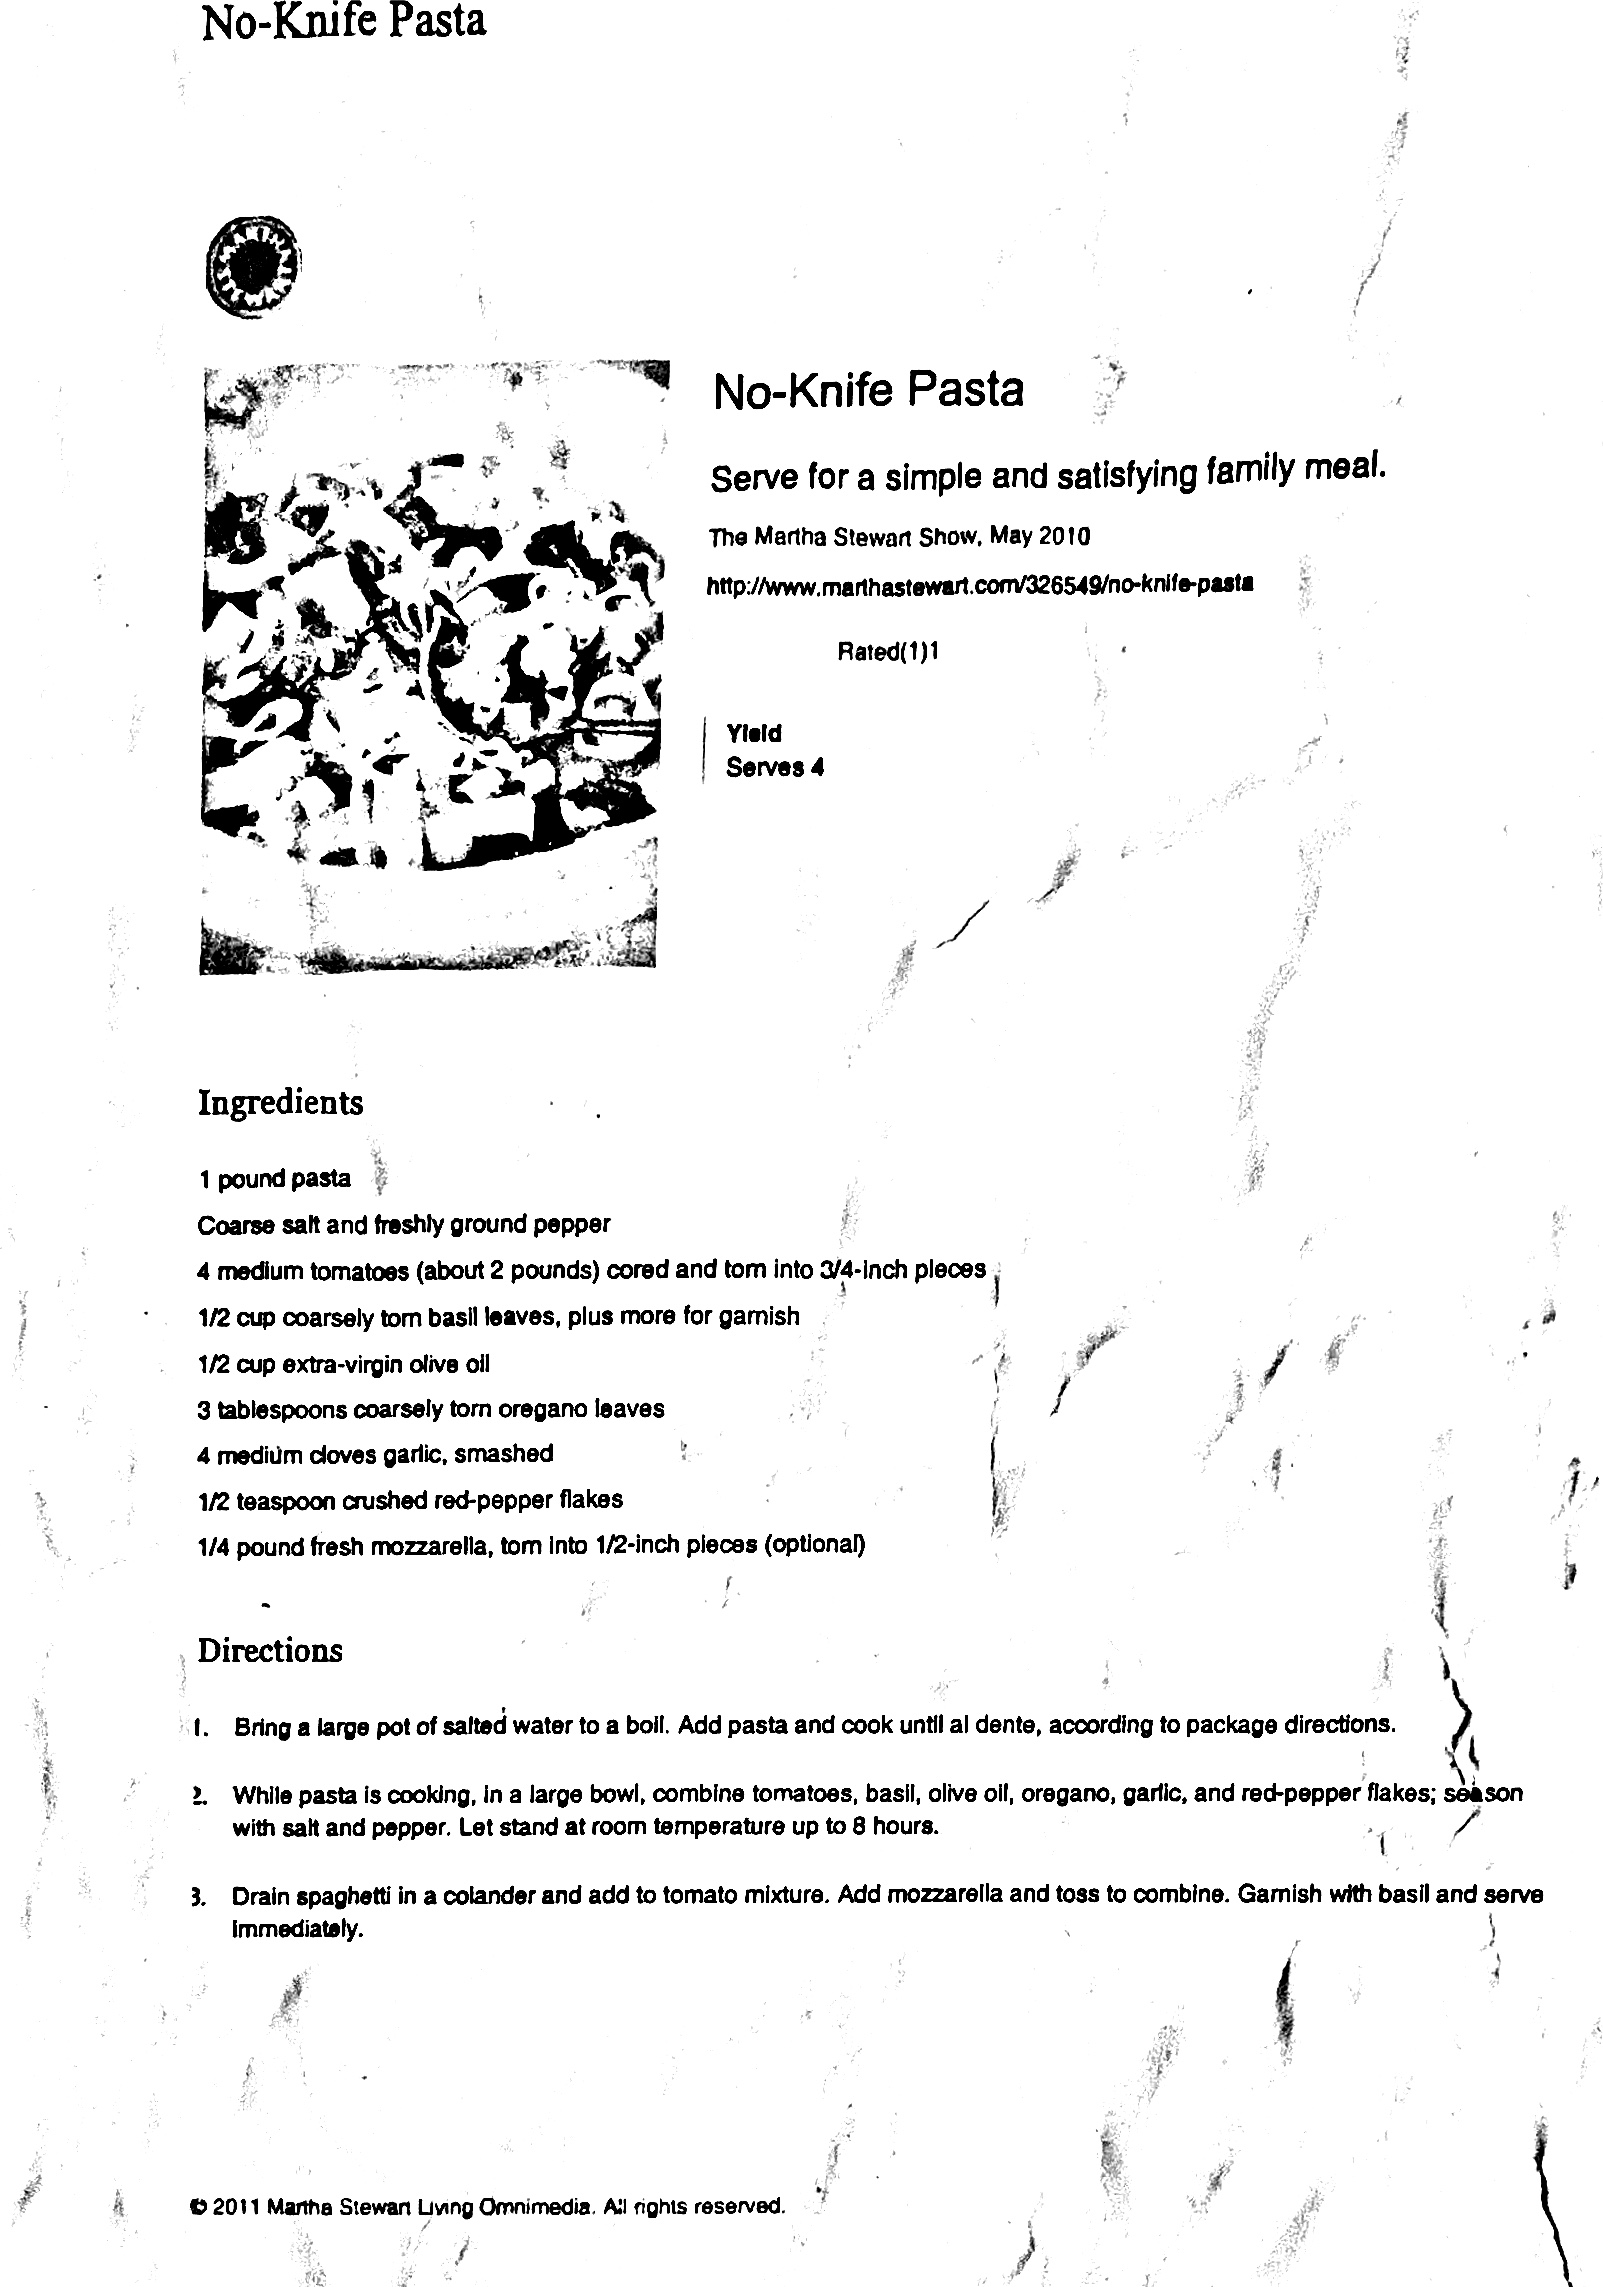 No-Knife Pasta
No-Knife Pasta
Serve for a simple and satisfying family meal.
The Martha Stewart Show, May 2010
http://www.marthastewart.com/326549/no-knife-pasta
Rated(1)1
Yield
Serves 4
Ingredients
1 pound pasta
Coarse salt and freshly ground pepper
4 medium tomatoes (about 2 pounds) cored and torn into 3/4-inch pieces
1/2 cup coarsely torn basil leaves, plus more for garnish
1/2 cup extra-virgin olive oil
3 tablespoons coarsely torn oregano leaves
4 medium cloves garlic, smashed
1/2 teaspoon crushed red-pepper flakes
1/4 pound fresh mozzarella, torn into 1/2-inch pieces (optional)
Directions
1. Bring a large pot of salted water to a boil. Add pasta and cook until al dente, according to package directions.
2. While pasta is cooking, in a large bowl, combine tomatoes, basil, olive oil, oregano, garlic, and red-pepper flakes; season
with salt and pepper. Let stand at room temperature up to 8 hours.
3. Drain spaghetti in a colander and add to tomato mixture. Add mozzarella and toss to combine. Garnish with basil and serve
immediately.
© 2011 Martha Stewart Living Omnimedia. All rights reserved.